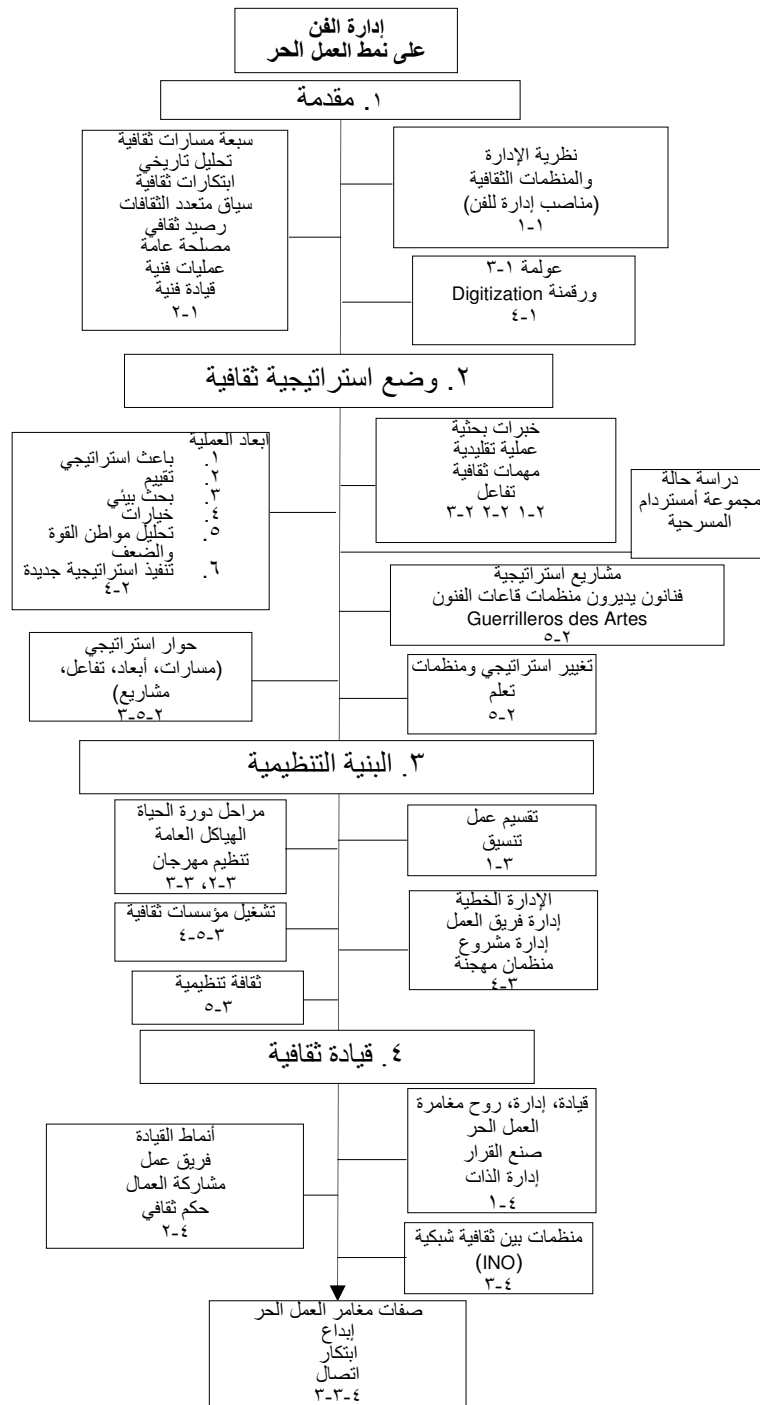 إدارة الفن
على نمط العمل الحر
١. مقدمة
نظرية الإدارة
والمنظمات الثقافية
(مناصب إدارة للفن)
١-١
سبعة مسارات ثقافية
تحليل تاريخي
ابتكارات ثقافية
سياق متعدد الثقافات
رصيد ثقافي
مصلحة عامة
عمليات فنية
قيادة فنية
٢-١
عولمة ١-٣
ورقمنة Digitization
٤-١
٢. وضع استراتيجية ثقافية
خبرات بحثية
عملية تقليدية
مهمات ثقافية
تفاعل
٢-١ ٢-٢ ٢-٣
ابعاد العملية
١. باعث استراتيجي
٢. تقييم
٣. بحث بيئي
٤. خيارات
٥. تحليل مواطن القوة
والضعف
٦. تنفيذ استراتيجية جديدة
٤-٢
دراسة حالة
مجموعة أمستردام
المسرحية
مشاريع استراتيجية
فنانون يديرون منظمات قاعات الفنون
Guerrilleros des Artes
٥-٢
حوار استراتيجي
(مسارات، أبعاد، تفاعل،
مشاريع)
٢-٥-٣
تغيير استراتيجي ومنظمات
تعلم
٥-٢
٣. البنية التنظيمية
تقسيم عمل
تنسيق
١-٣
مراحل دورة الحياة
الهياكل العامة
تنظيم مهرجان
٣-٢، ٣-٣
الإدارة الخطية
إدارة فريق العمل
إدارة مشروع
منظمان مهجنة
٤-٣
تشغيل مؤسسات ثقافية
٣-٥-٤
ثقافة تنظيمية
٥-٣
٤. قيادة ثقافية
قيادة، إدارة، روح مغامرة
العمل الحر
صنع القرار
إدارة الذات
١-٤
أنماط القيادة
فريق عمل
مشاركة العمال
حكم ثقافي
٢-٤
منظمات بين ثقافية شبكية
(INO)
٣-٤
صفات مغامر العمل الحر
إبداع
ابتكار
اتصال
٤-٣-٣